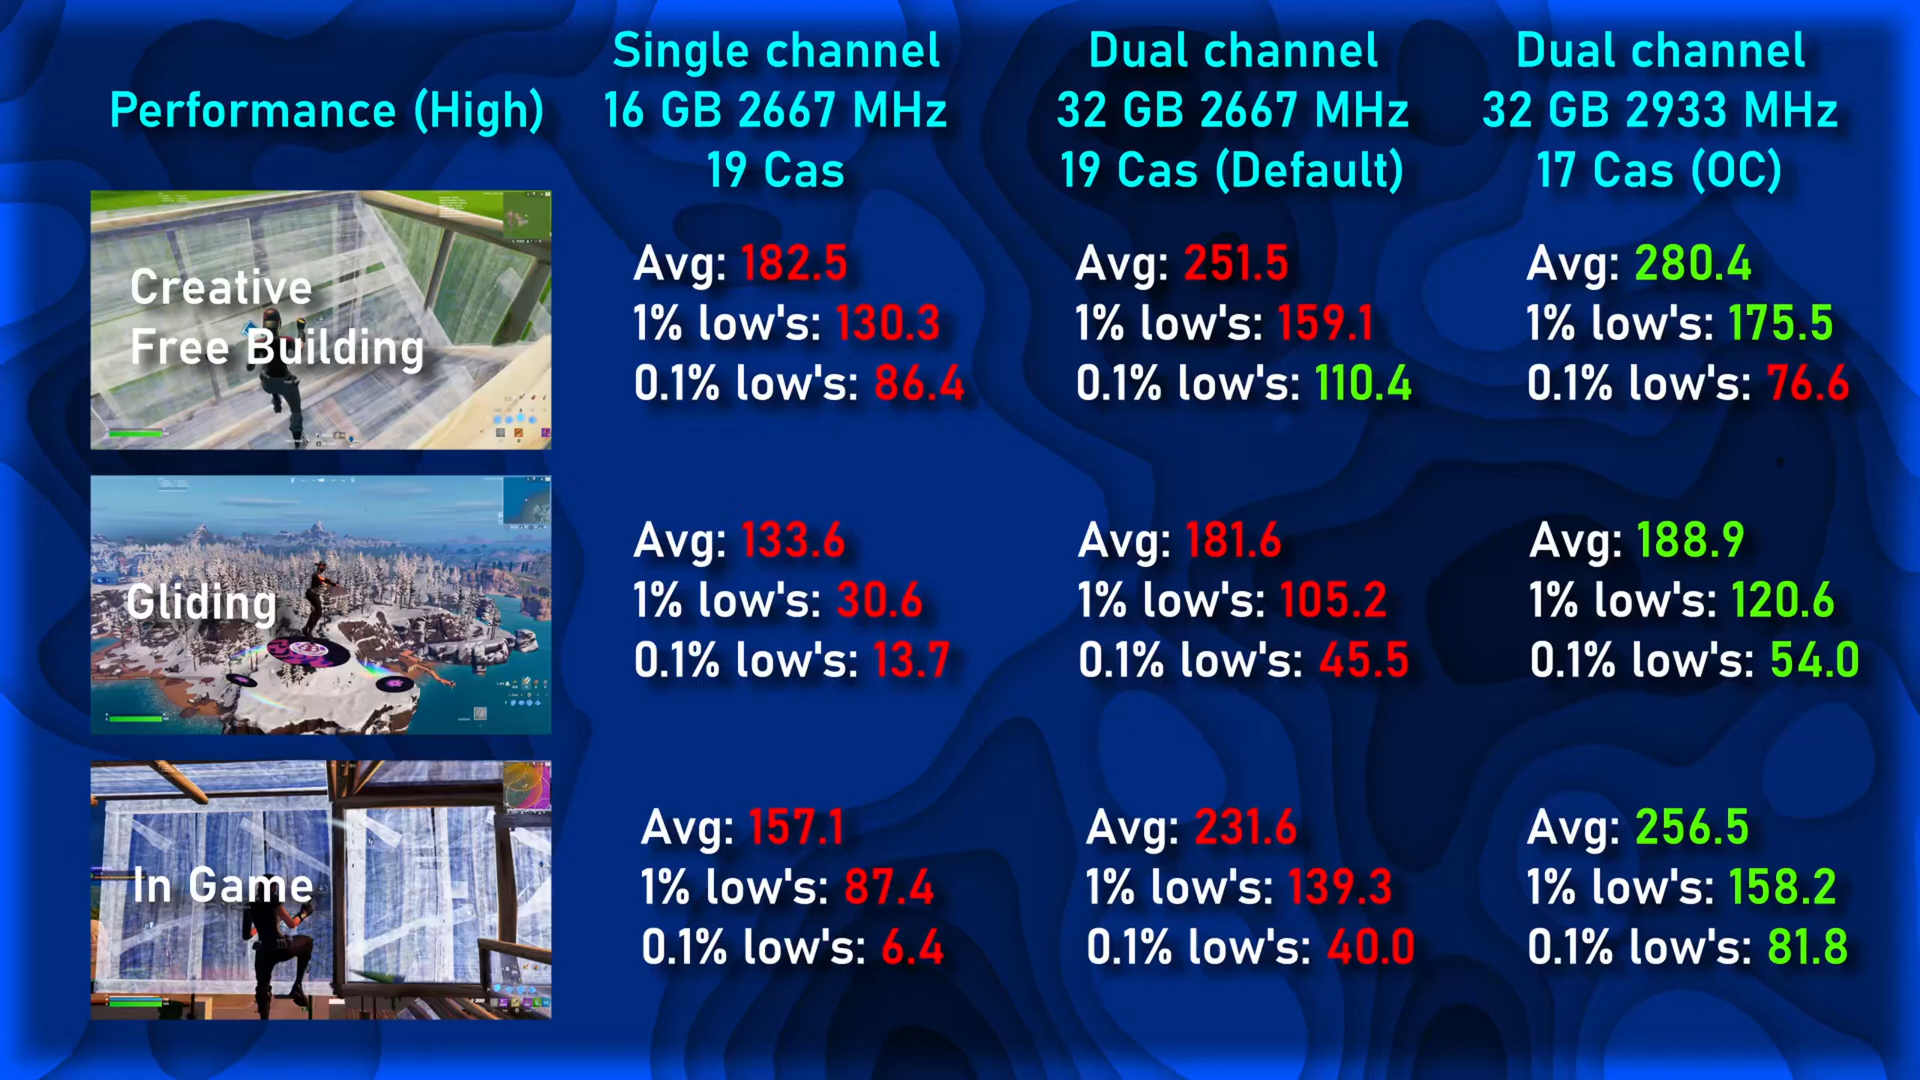 Performance (High)
Single channel
16 GB 2667 MHz
19 Cas
Dual channel
32 GB 2667 MHz
19 Cas (Default)
Dual channel
32 GB 2933 MHz
17 Cas (OC)
Creative
Free Building
Avg: 182.5
1% low's: 130.3
0.1% low's: 86.4
Avg: 251.5
1% low's: 159.1
0.1% low's: 110.4
Avg: 280.4
1% low's: 175.5
0.1% low's: 76.6
Gliding
Avg: 133.6
1% low's: 30.6
0.1% low's: 13.7
Avg: 181.6
1% low's: 105.2
0.1% low's: 45.5
Avg: 188.9
1% low's: 120.6
0.1% low's: 54.0
In Game
Avg: 157.1
1% low's: 87.4
0.1% low's: 6.4
Avg: 231.6
1% low's: 139.3
0.1% low's: 40.0
Avg: 256.5
1% low's: 158.2
0.1% low's: 81.8